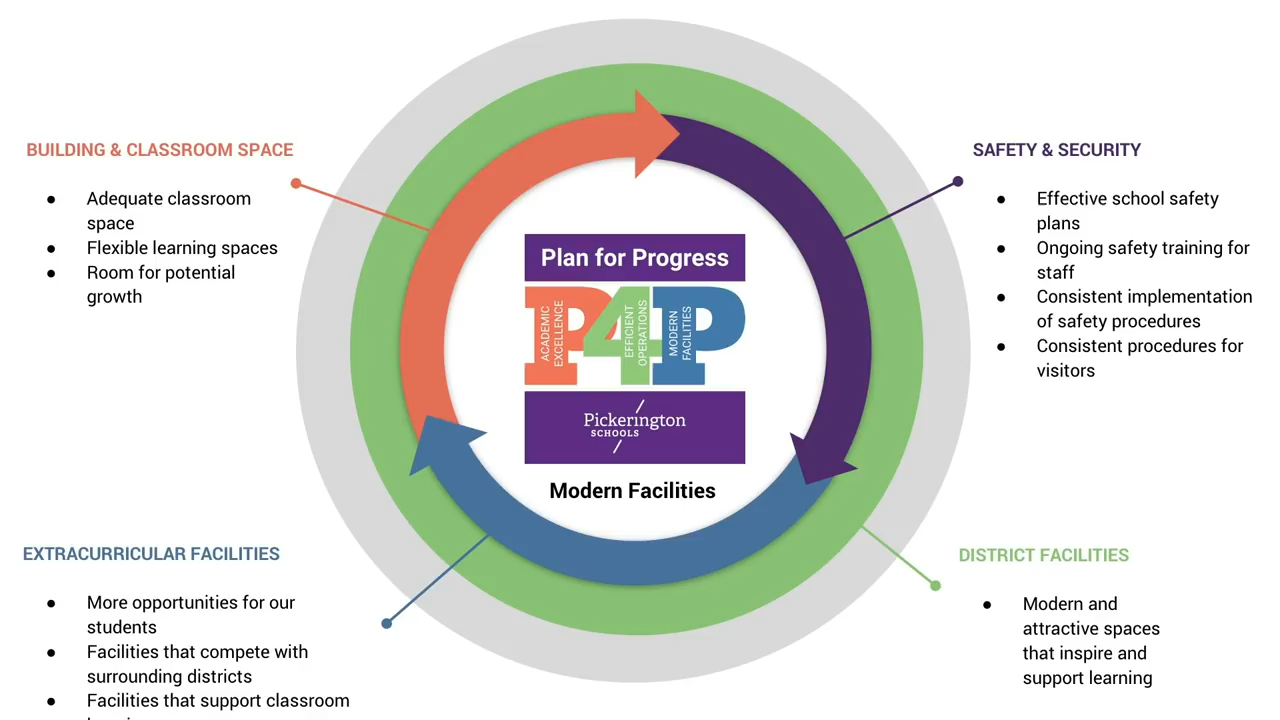 BUILDING & CLASSROOM SPACE
● Adequate classroom
space
● Flexible learning spaces
● Room for potential
growth
SAFETY & SECURITY
● Effective school safety
plans
● Ongoing safety training for
staff
● Consistent implementation
of safety procedures
● Consistent procedures for
visitors
Plan for Progress
P4P
ACADEMIC
EXCELLENCE
EFFICIENT
OPERATIONS
MODERN
FACILITIES
Pickerington
SCHOOLS
Modern Facilities
EXTRACURRICULAR FACILITIES
● More opportunities for our
students
● Facilities that compete with
surrounding districts
● Facilities that support classroom
DISTRICT FACILITIES
● Modern and
attractive spaces
that inspire and
support learning